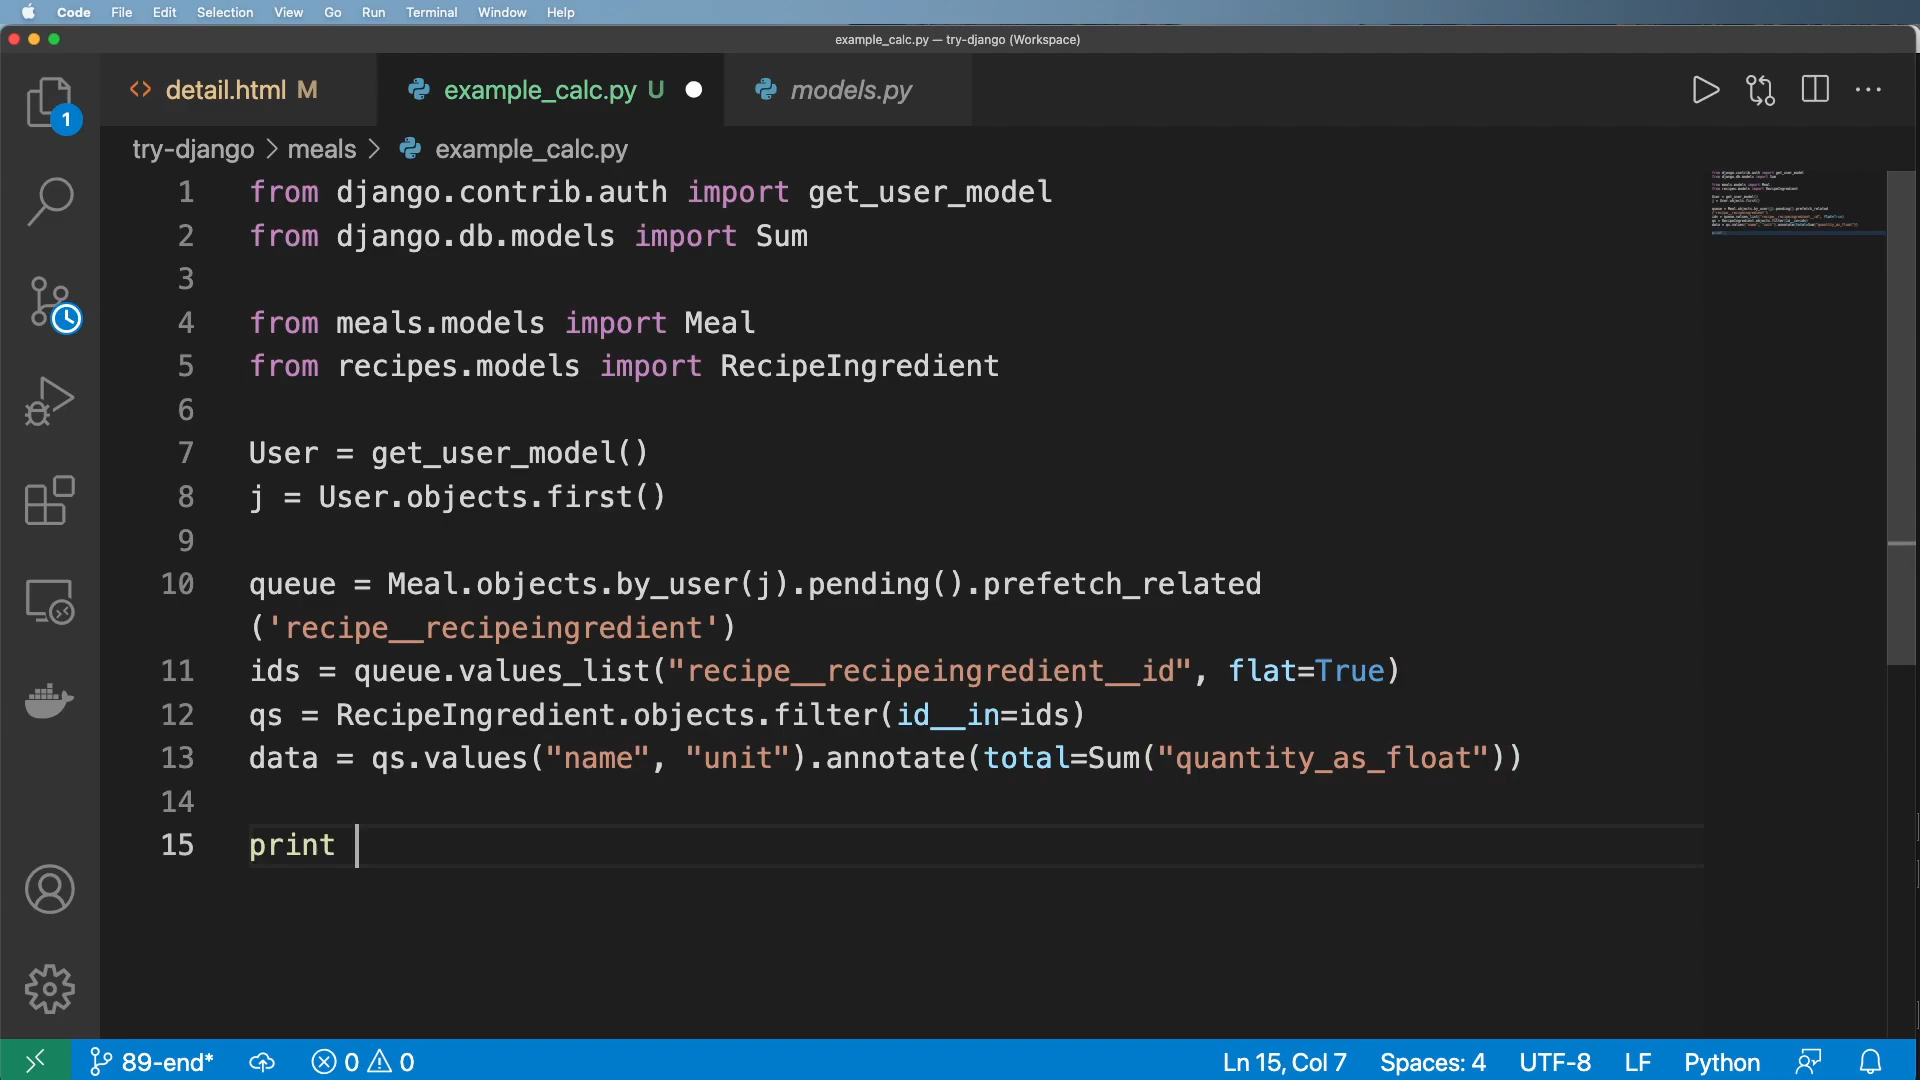 Code File Edit Selection View Go Run Terminal Window Help
example_calc.py — try-django (Workspace)
detail.html M example_calc.py U models.py
1
try-django > meals > example_calc.py
1 from django.contrib.auth import get_user_model
2 from django.db.models import Sum
3
4 from meals.models import Meal
5 from recipes.models import RecipeIngredient
6
7 User = get_user_model()
8 j = User.objects.first()
9
10 queue = Meal.objects.by_user(j).pending().prefetch_related
('recipe__recipeingredient')
11 ids = queue.values_list("recipe__recipeingredient__id", flat=True)
12 qs = RecipeIngredient.objects.filter(id__in=ids)
13 data = qs.values("name", "unit").annotate(total=Sum("quantity_as_float"))
14
15 print
89-end* 0 0 Ln 15, Col 7 Spaces: 4 UTF-8 LF Python